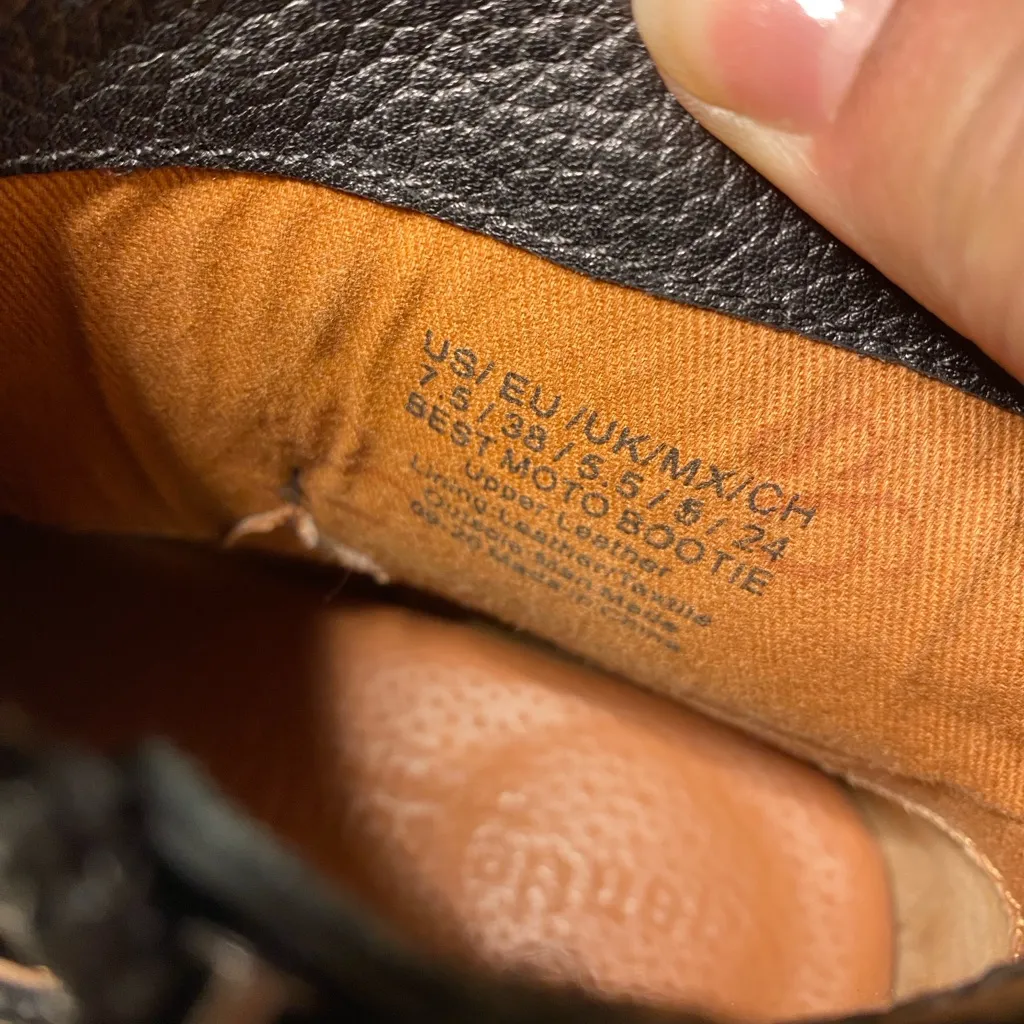 US/ EU /UK/MX/CH
7.5 / 38 / 5.5 / 5 / 24
BEST MOTO BOOTIE
Upper:Leather
Lining:Leather/Textile
Outsole:Man Made
Made in China